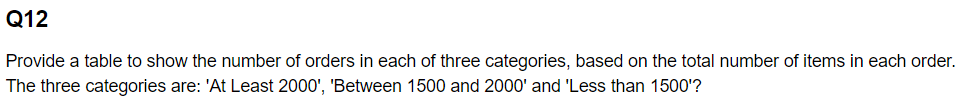 Q12
Provide a table to show the number of orders in each of three categories, based on the total number of items in each order.
The three categories are: 'At Least 2000', 'Between 1500 and 2000' and 'Less than 1500'?